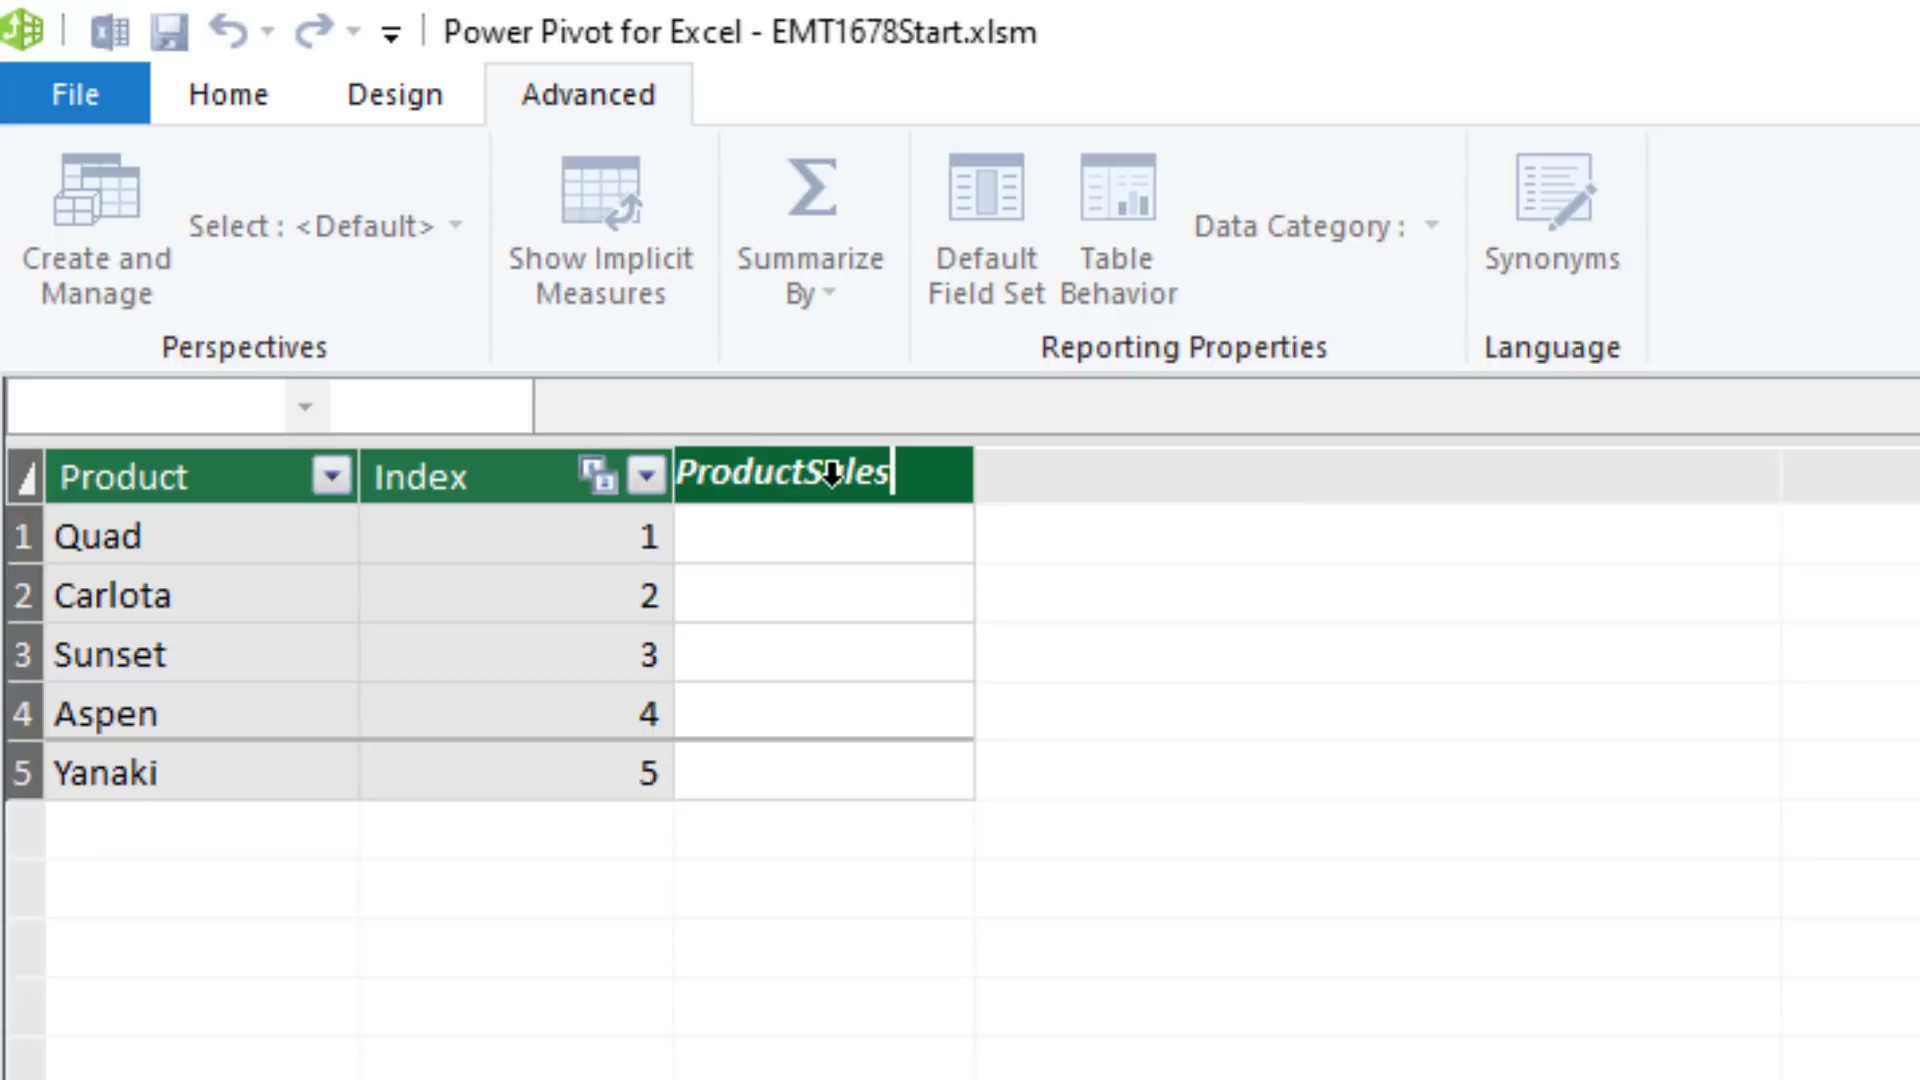 Power Pivot for Excel - EMT1678Start.xlsm
File Home Design Advanced
Create and Manage
Select : <Default>
Show Implicit Measures
Summarize By
Default Field Set
Table Behavior
Data Category :
Synonyms
Perspectives
Reporting Properties
Language
Product Index ProductSales
1 Quad 1
2 Carlota 2
3 Sunset 3
4 Aspen 4
5 Yanaki 5